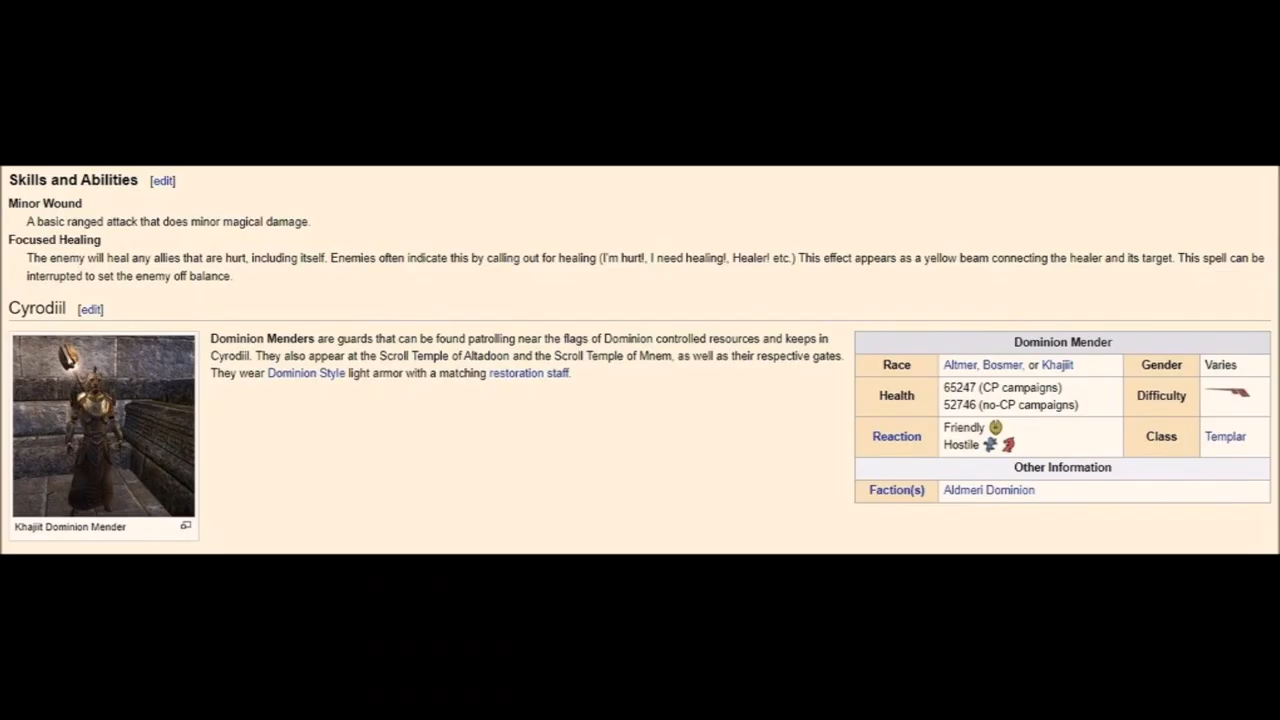 Skills and Abilities [edit]
Minor Wound
A basic ranged attack that does minor magical damage.
Focused Healing
The enemy will heal any allies that are hurt, including itself. Enemies often indicate this by calling out for healing (I'm hurt!, I need healing!, Healer! etc.) This effect appears as a yellow beam connecting the healer and its target. This spell can be
interrupted to set the enemy off balance.
Cyrodiil [edit]
Khajiit Dominion Mender
Dominion Menders are guards that can be found patrolling near the flags of Dominion controlled resources and keeps in
Cyrodiil. They also appear at the Scroll Temple of Altadoon and the Scroll Temple of Mnem, as well as their respective gates.
They wear Dominion Style light armor with a matching restoration staff.
Dominion Mender
Race Altmer, Bosmer, or Khajiit Gender Varies
Health 65247 (CP campaigns)
52746 (no-CP campaigns) Difficulty
Reaction Friendly
Hostile Class Templar
Other Information
Faction(s) Aldmeri Dominion